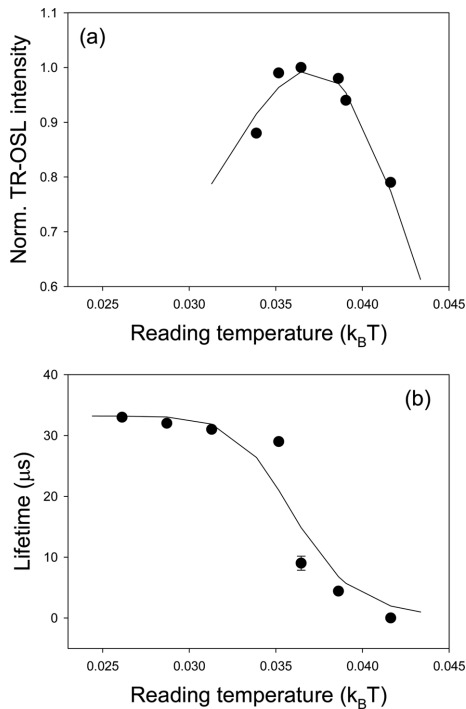 (a)
Norm. TR-OSL intensity
1.1
1.0
0.9
0.8
0.7
0.6
0.025 0.030 0.035 0.040 0.045
Reading temperature (k_BT)
(b)
Lifetime (μs)
40
30
20
10
0
0.025 0.030 0.035 0.040 0.045
Reading temperature (k_BT)